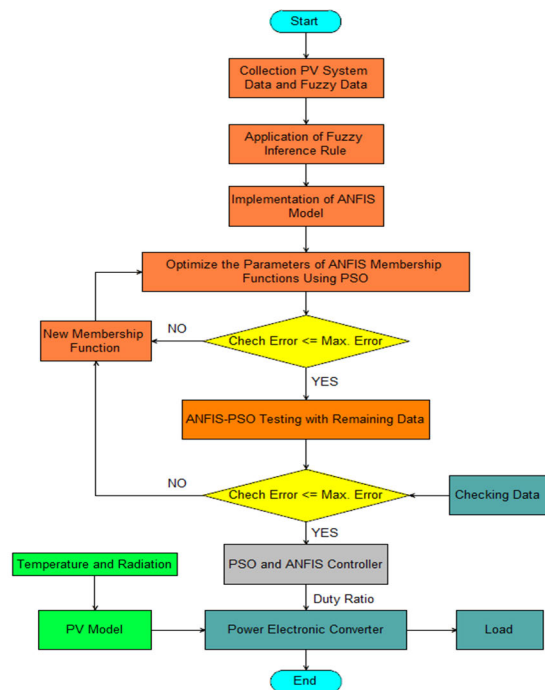 Start
Collection PV System
Data and Fuzzy Data
Application of Fuzzy
Inference Rule
Implementation of ANFIS
Model
Optimize the Parameters of ANFIS Membership
Functions Using PSO
NO
New Membership
Function
Chech Error <= Max. Error
YES
ANFIS-PSO Testing with Remaining Data
NO
Chech Error <= Max. Error
Checking Data
YES
Temperature and Radiation
PSO and ANFIS Controller
Duty Ratio
PV Model
Power Electronic Converter
Load
End